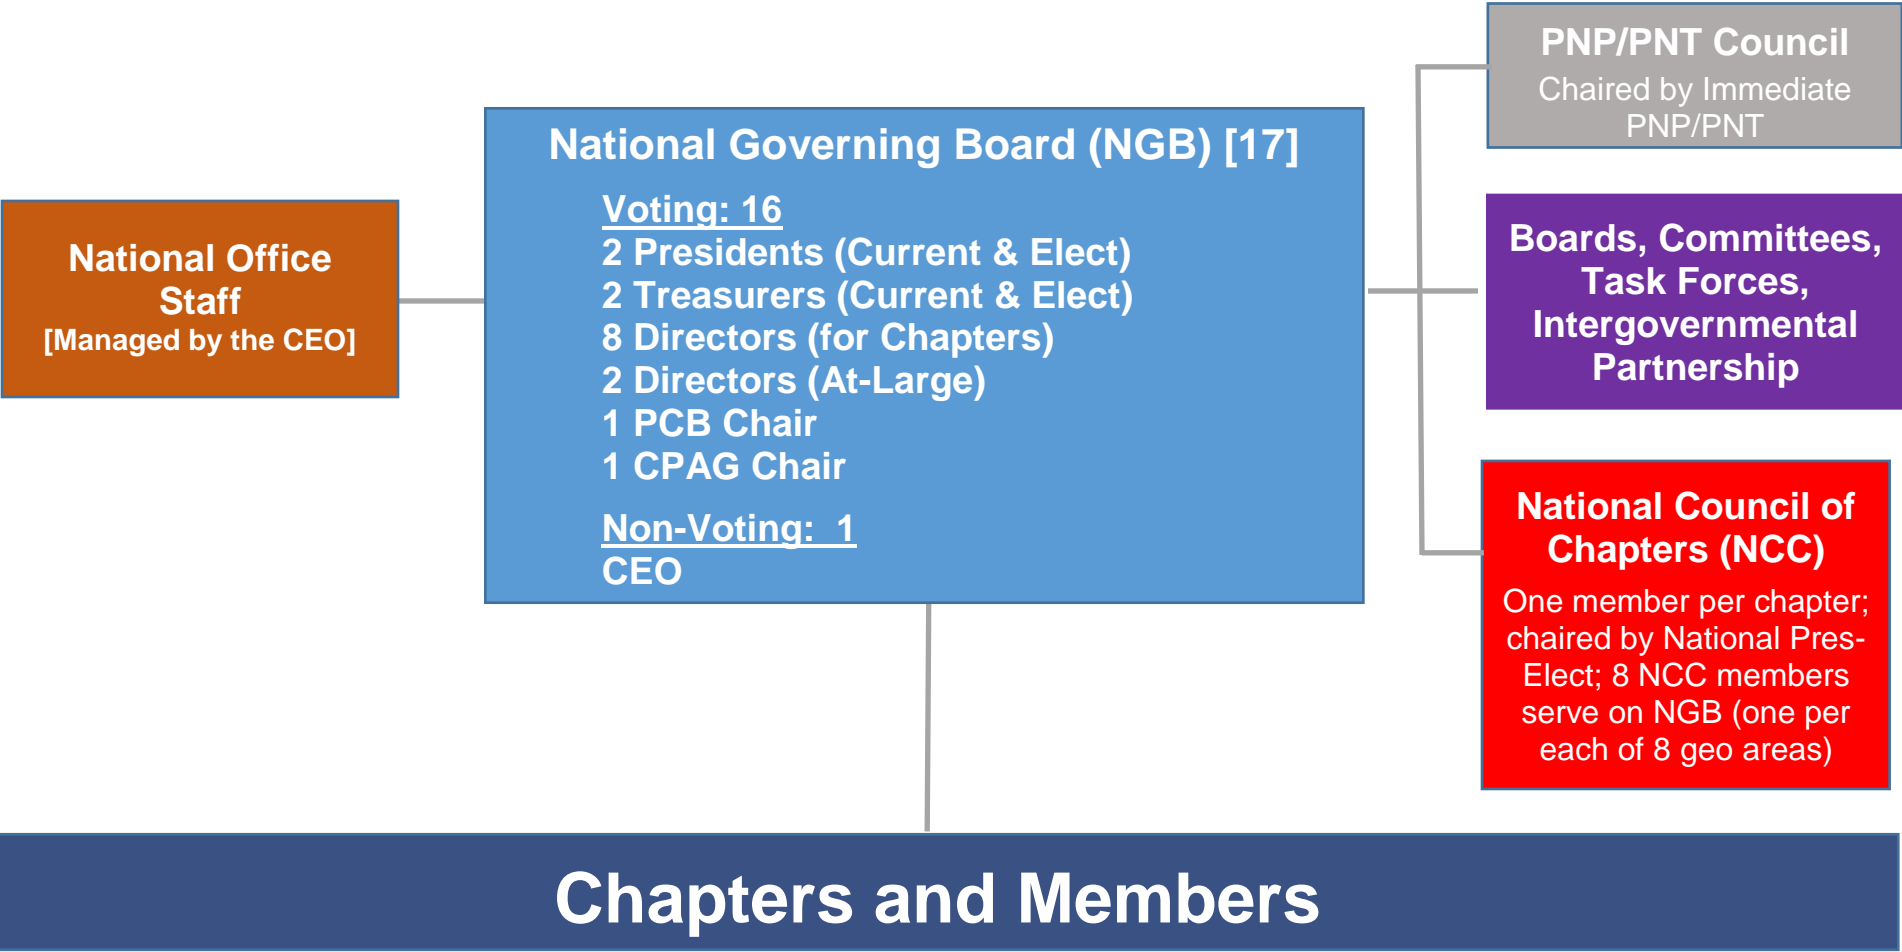 National Office
Staff
[Managed by the CEO]
National Governing Board (NGB) [17]
Voting: 16
2 Presidents (Current & Elect)
2 Treasurers (Current & Elect)
8 Directors (for Chapters)
2 Directors (At-Large)
1 PCB Chair
1 CPAG Chair
Non-Voting:  1
CEO
PNP/PNT Council
Chaired by Immediate
PNP/PNT
Boards, Committees,
Task Forces,
Intergovernmental
Partnership
National Council of
Chapters (NCC)
One member per chapter;
chaired by National Pres-
Elect; 8 NCC members
serve on NGB (one per
each of 8 geo areas)
Chapters and Members